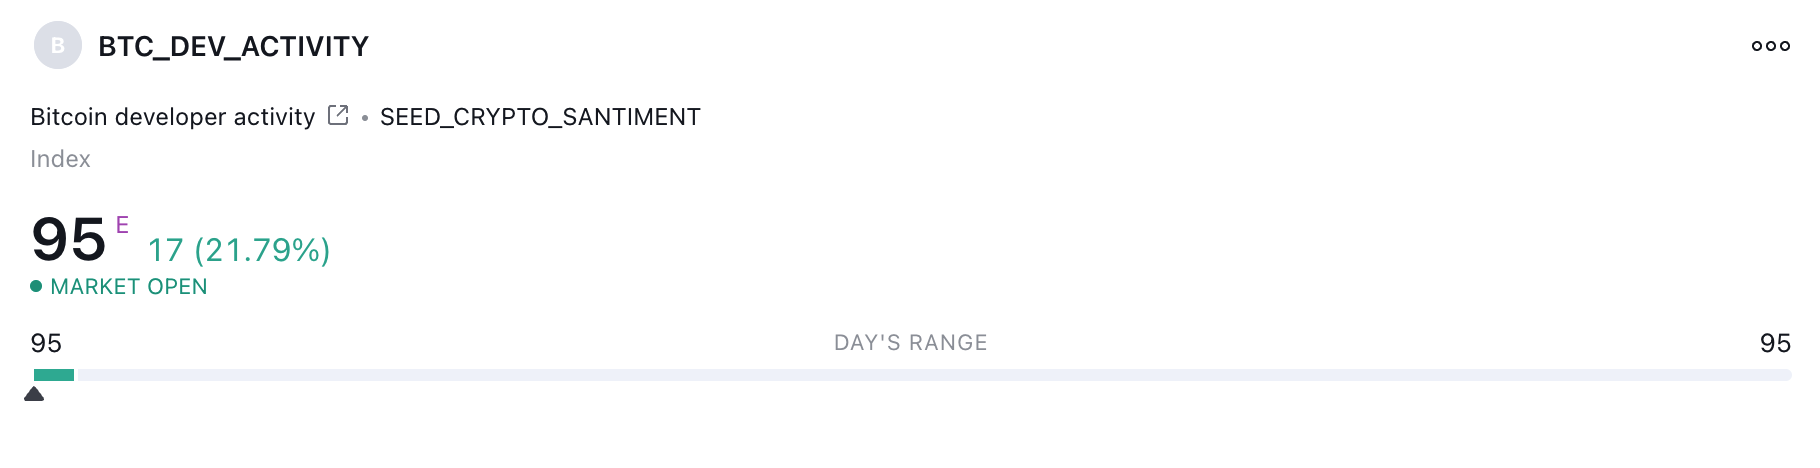 B BTC_DEV_ACTIVITY
Bitcoin developer activity • SEED_CRYPTO_SANTIMENT
Index
95 E 17 (21.79%)
MARKET OPEN
95 DAY'S RANGE 95